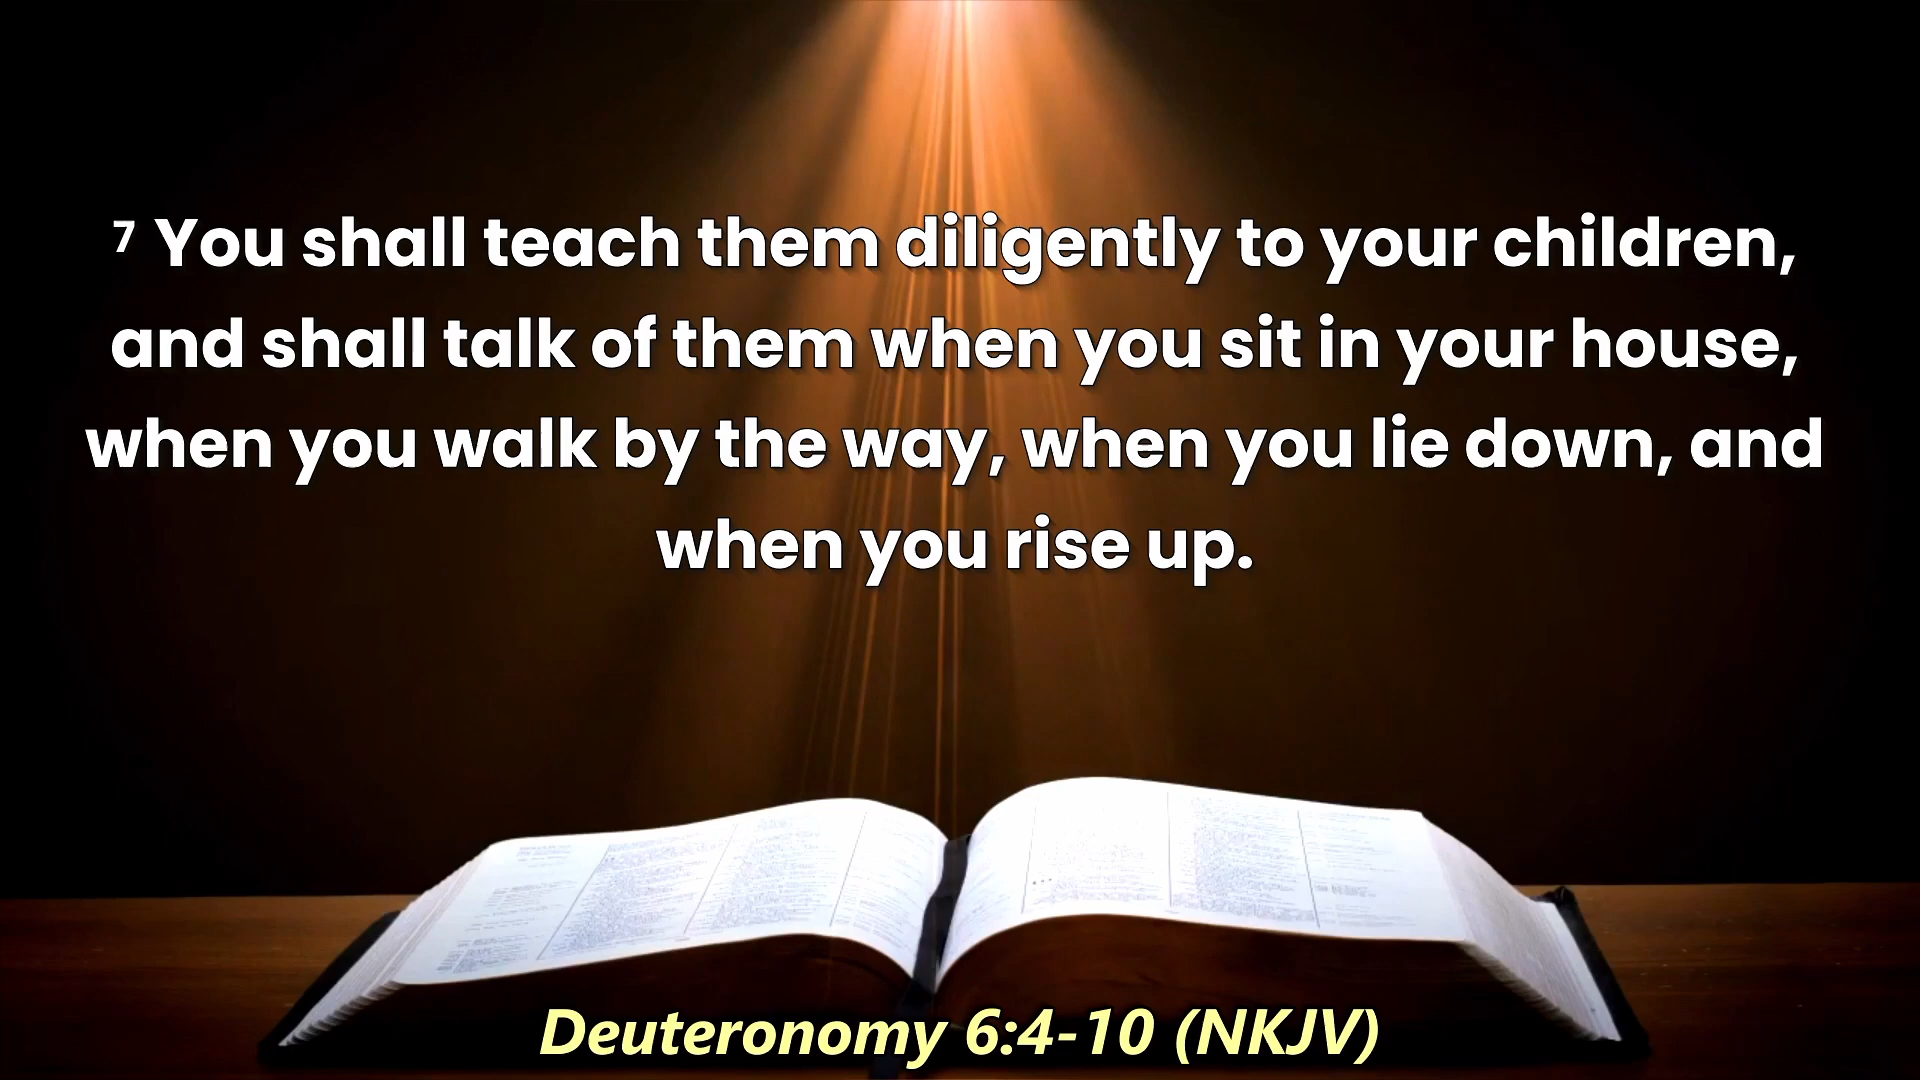 ⁷ You shall teach them diligently to your children,
and shall talk of them when you sit in your house,
when you walk by the way, when you lie down, and
when you rise up.
Deuteronomy 6:4-10 (NKJV)